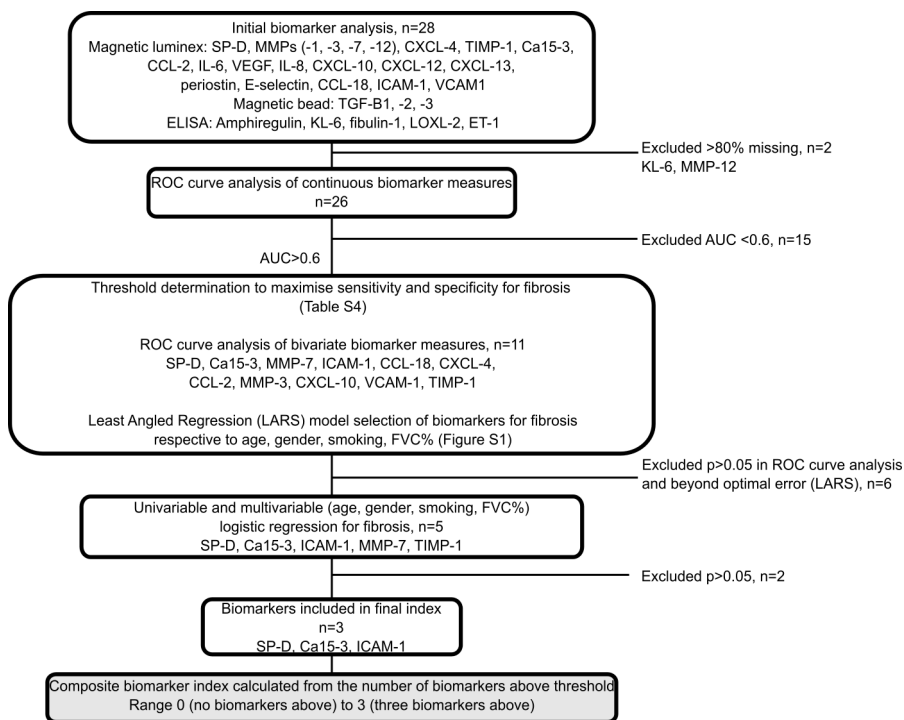 Initial biomarker analysis, n=28
Magnetic luminex: SP-D, MMPs (-1, -3, -7, -12), CXCL-4, TIMP-1, Ca15-3,
CCL-2, IL-6, VEGF, IL-8, CXCL-10, CXCL-12, CXCL-13,
periostin, E-selectin, CCL-18, ICAM-1, VCAM1
Magnetic bead: TGF-B1, -2, -3
ELISA: Amphiregulin, KL-6, fibulin-1, LOXL-2, ET-1
Excluded >80% missing, n=2
KL-6, MMP-12
ROC curve analysis of continuous biomarker measures
n=26
Excluded AUC <0.6, n=15
AUC>0.6
Threshold determination to maximise sensitivity and specificity for fibrosis
(Table S4)
ROC curve analysis of bivariate biomarker measures, n=11
SP-D, Ca15-3, MMP-7, ICAM-1, CCL-18, CXCL-4,
CCL-2, MMP-3, CXCL-10, VCAM-1, TIMP-1
Least Angled Regression (LARS) model selection of biomarkers for fibrosis
respective to age, gender, smoking, FVC% (Figure S1)
Excluded p>0.05 in ROC curve analysis
and beyond optimal error (LARS), n=6
Univariable and multivariable (age, gender, smoking, FVC%)
logistic regression for fibrosis, n=5
SP-D, Ca15-3, ICAM-1, MMP-7, TIMP-1
Excluded p>0.05, n=2
Biomarkers included in final index
n=3
SP-D, Ca15-3, ICAM-1
Composite biomarker index calculated from the number of biomarkers above threshold
Range 0 (no biomarkers above) to 3 (three biomarkers above)